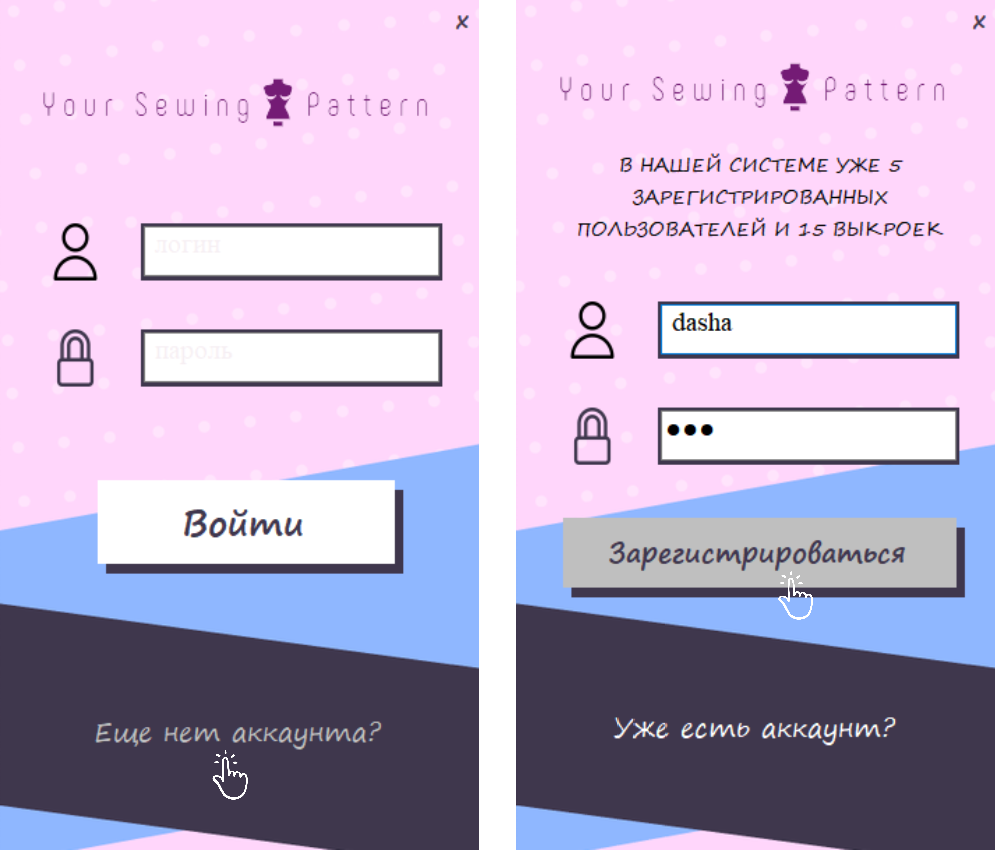 x
Your Sewing Pattern
логин
пароль
Войти
Еще нет аккаунта?
x
Your Sewing Pattern
В НАШЕЙ СИСТЕМЕ УЖЕ 5
ЗАРЕГИСТРИРОВАННЫХ
ПОЛЬЗОВАТЕЛЕЙ И 15 ВЫКРОЕК
dasha
●●●
Зарегистрироваться
Уже есть аккаунт?